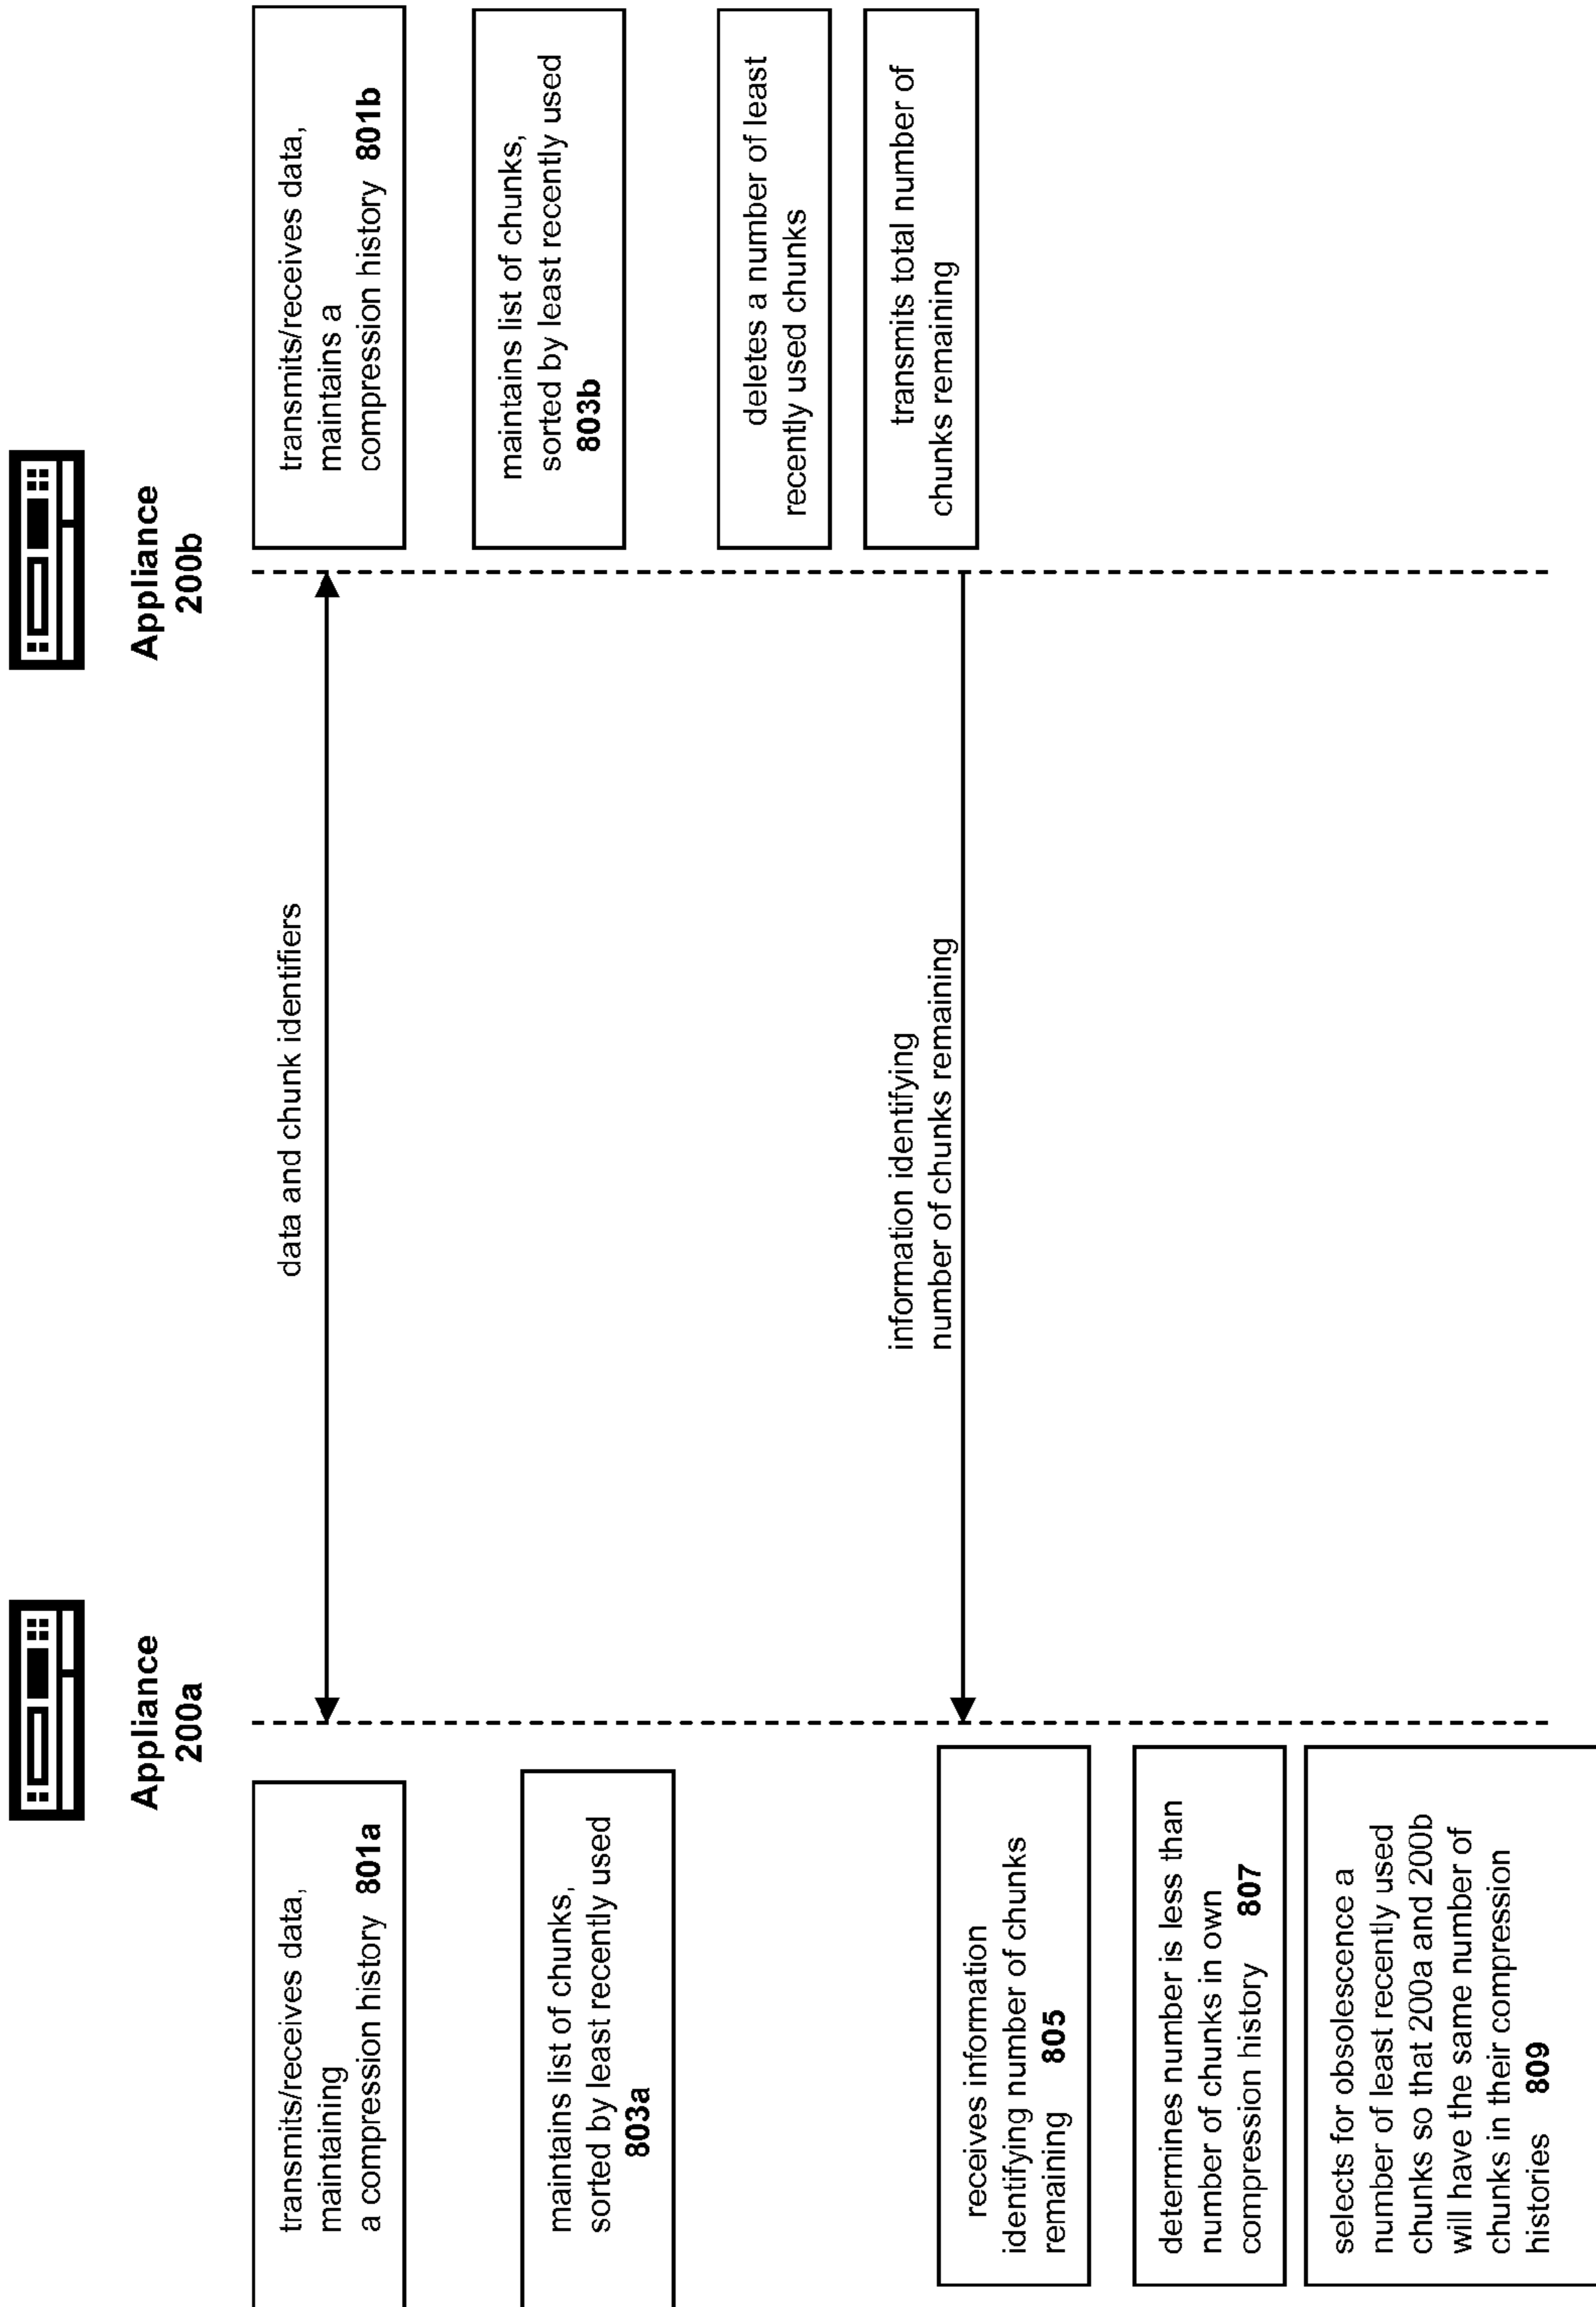 Appliance
200a
Appliance
200b
transmits/receives data,
maintaining
a compression history 801a
data and chunk identifiers
transmits/receives data,
maintains a
compression history 801b
maintains list of chunks,
sorted by least recently used
803a
maintains list of chunks,
sorted by least recently used
803b
deletes a number of least
recently used chunks
transmits total number of
chunks remaining
information identifying
number of chunks remaining
receives information
identifying number of chunks
remaining 805
determines number is less than
number of chunks in own
compression history 807
selects for obsolescence a
number of least recently used
chunks so that 200a and 200b
will have the same number of
chunks in their compression
histories 809